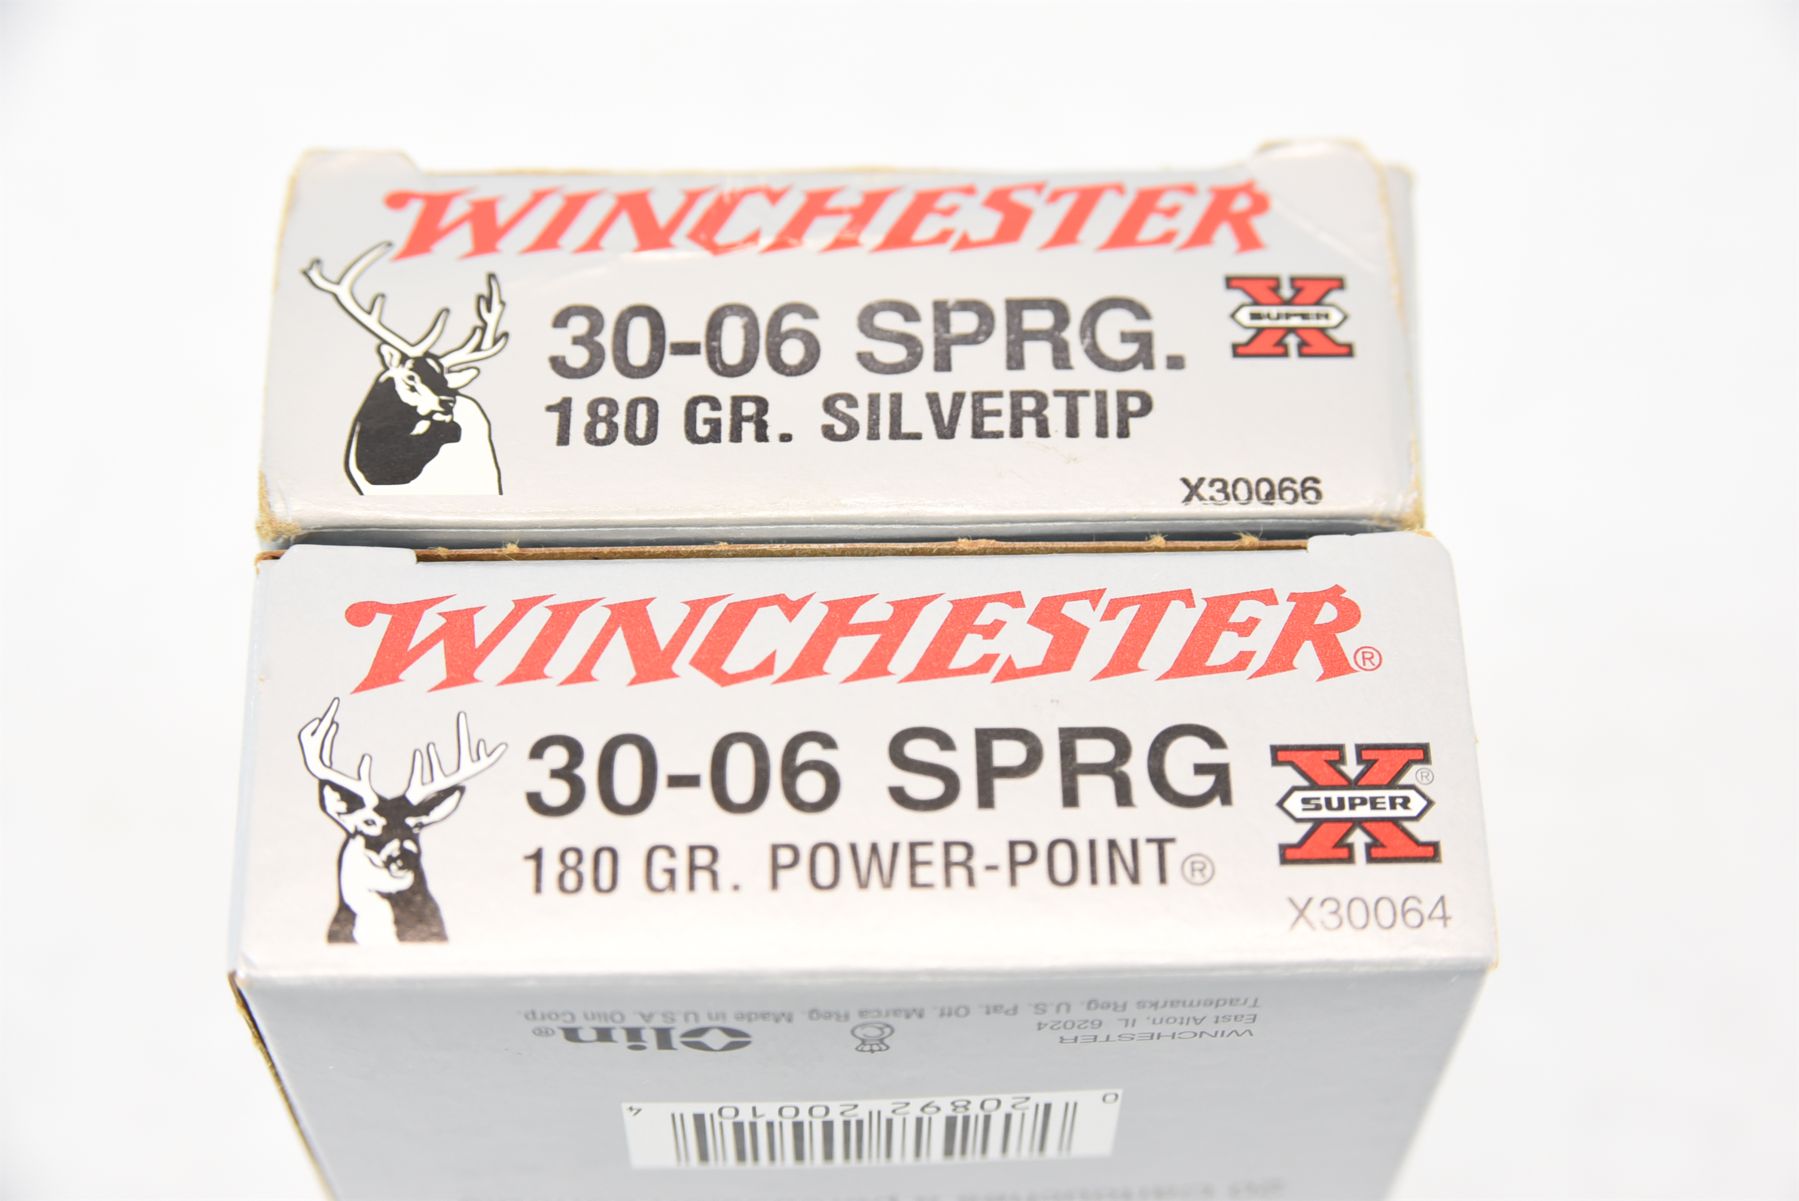 WINCHESTER
30-06 SPRG.
180 GR. SILVERTIP
X SUPER
X30066
WINCHESTER®
30-06 SPRG
180 GR. POWER-POINT®
X® SUPER
X30064
WINCHESTER
East Alton, IL 62024
Trademarks Reg. U.S. Pat. Off. Marca Reg. Made in U.S.A. Olin Corp.
Olin®
0 20892 20010 4